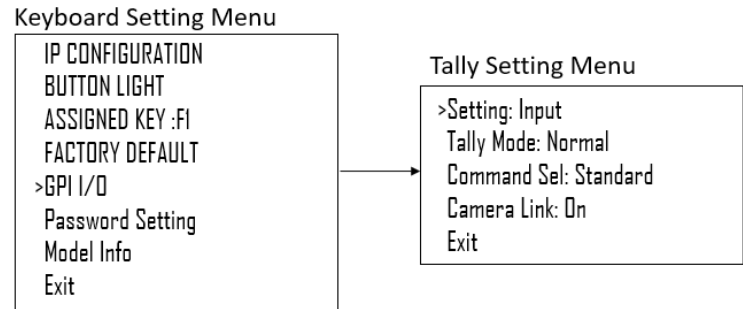 Keyboard Setting Menu
IP CONFIGURATION
BUTTON LIGHT
ASSIGNED KEY :F1
FACTORY DEFAULT
>GPI I/O
Password Setting
Model Info
Exit
Tally Setting Menu
>Setting: Input
Tally Mode: Normal
Command Sel: Standard
Camera Link: On
Exit